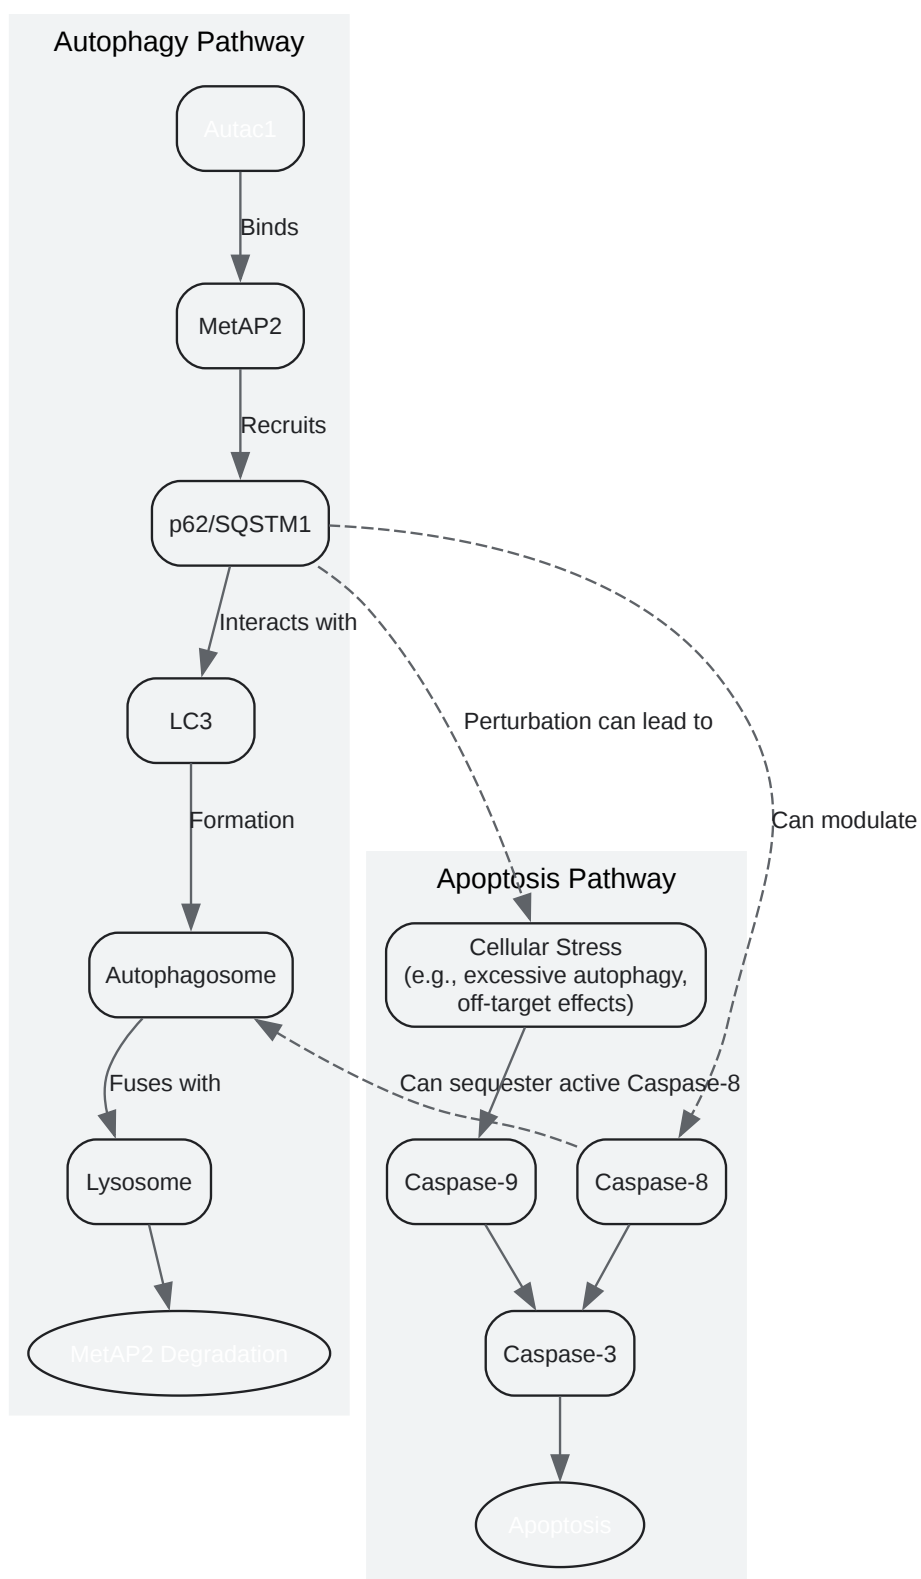 Autophagy Pathway
Autac1
Binds
MetAP2
Recruits
p62/SQSTM1
Interacts with
LC3
Perturbation can lead to
Formation
Can modulate
Apoptosis Pathway
Cellular Stress
(e.g., excessive autophagy,
off-target effects)
Autophagosome
Fuses with
Can sequester active Caspase-8
Lysosome
Caspase-9
Caspase-8
MetAP2 Degradation
Caspase-3
Apoptosis